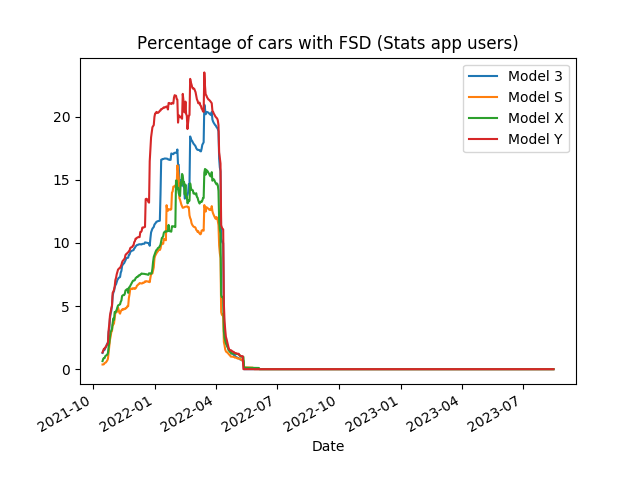 Percentage of cars with FSD (Stats app users)
Model 3
Model S
Model X
Model Y
20
15
10
5
0
2021-10
2022-01
2022-04
2022-07
2022-10
2023-01
2023-04
2023-07
Date